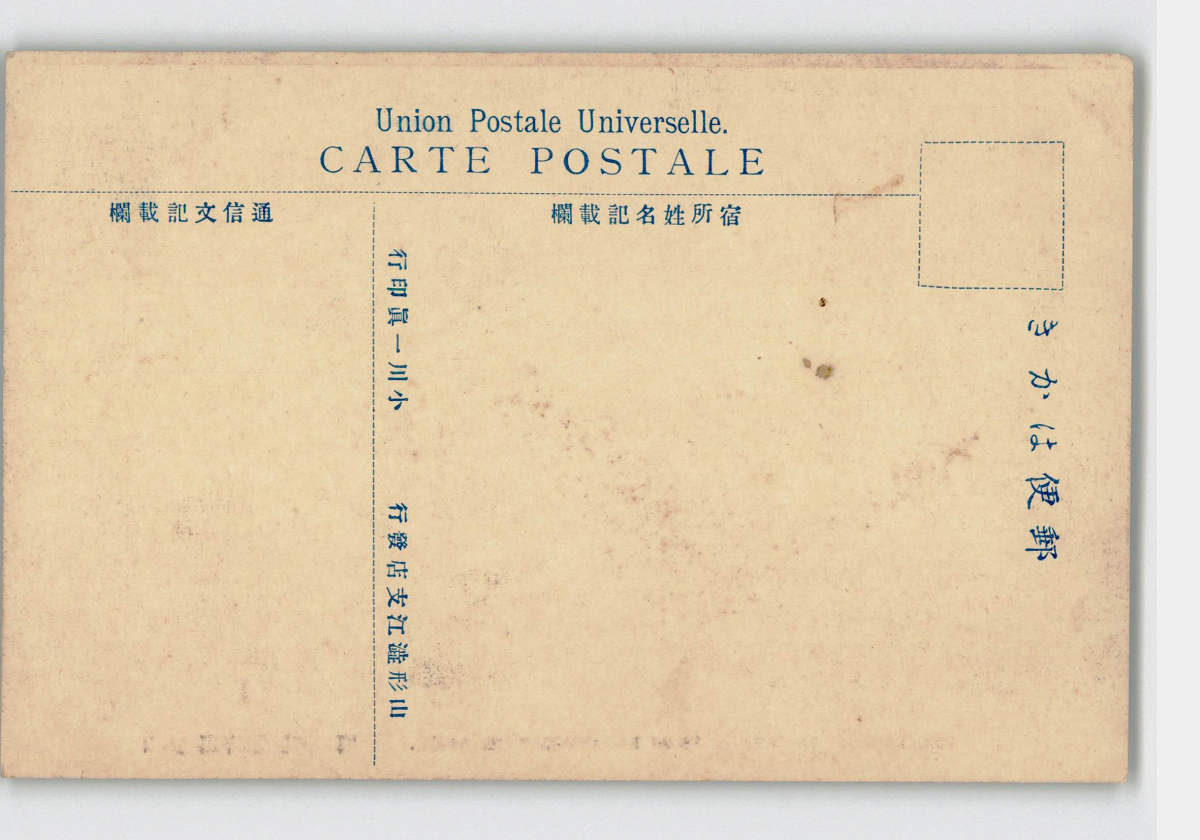 Union Postale Universelle.
CARTE POSTALE
宿所姓名記載欄
通信文記載欄
郵便はかき
山形澁江支店發行
小川一眞印行